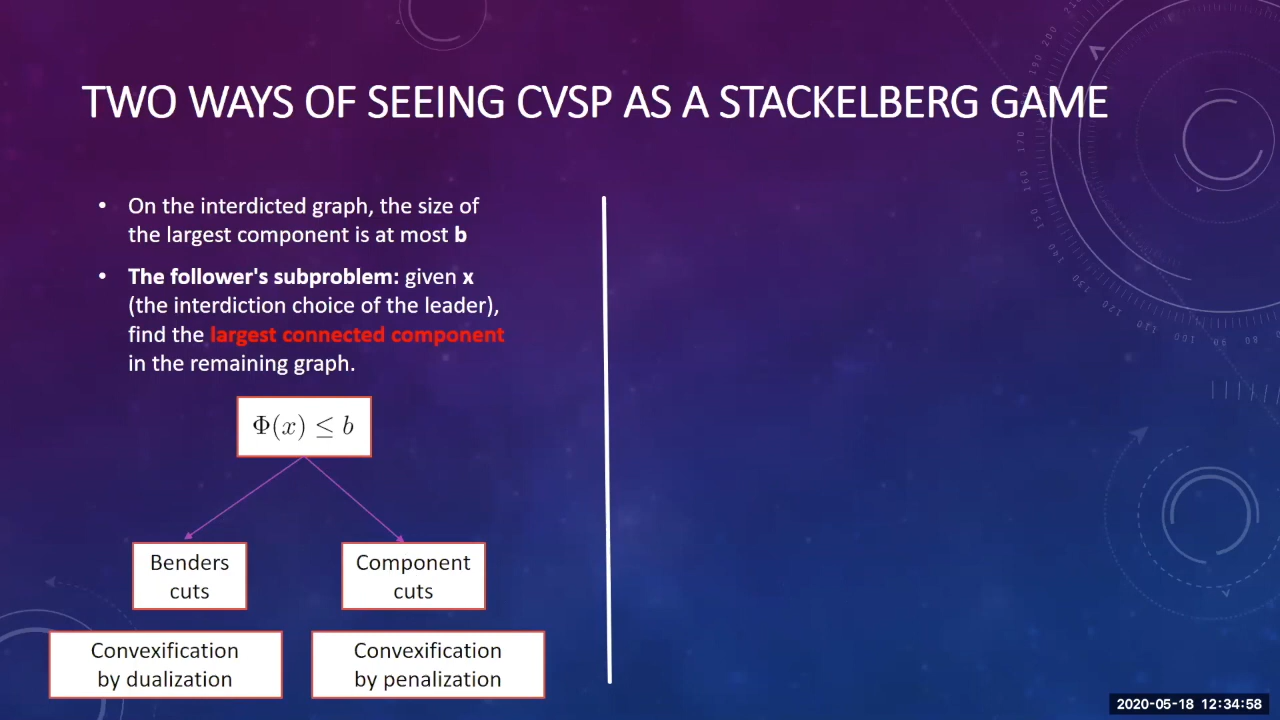 TWO WAYS OF SEEING CVSP AS A STACKELBERG GAME
• On the interdicted graph, the size of
the largest component is at most b
• The follower's subproblem: given x
(the interdiction choice of the leader),
find the largest connected component
in the remaining graph.
Φ(x) ≤ b
Benders
cuts
Component
cuts
Convexification
by dualization
Convexification
by penalization
2020-05-18 12:34:58